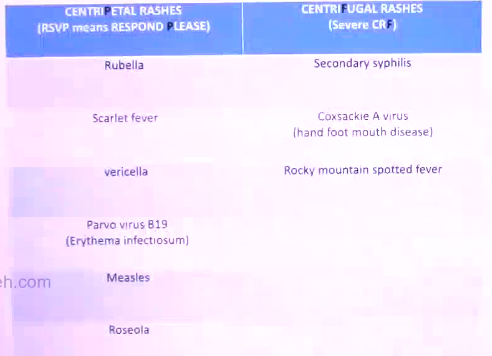 CENTRIPETAL RASHES
(RSVP means RESPOND PLEASE)
CENTRIFUGAL RASHES
(Severe CRF)
Rubella
Secondary syphilis
Scarlet fever
Coxsackie A virus
(hand foot mouth disease)
vericella
Rocky mountain spotted fever
Parvo virus B19
(Erythema infectiosum)
eh.com
Measles
Roseola